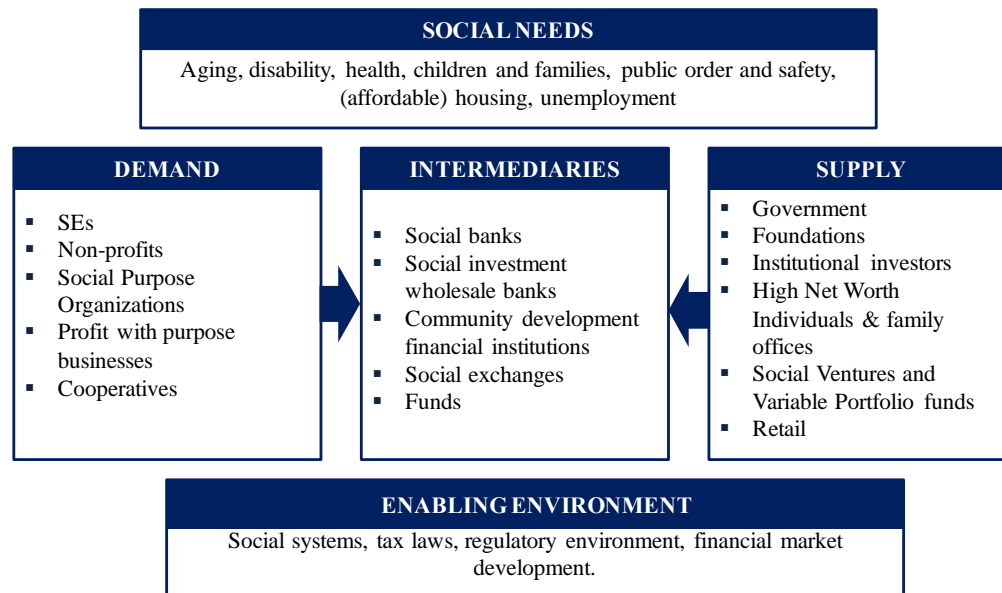 SOCIAL NEEDS
Aging, disability, health, children and families, public order and safety,
(affordable) housing, unemployment
DEMAND
▪ SEs
▪ Non-profits
▪ Social Purpose
Organizations
▪ Profit with purpose
businesses
▪ Cooperatives
INTERMEDIARIES
▪ Social banks
▪ Social investment
wholesale banks
▪ Community development
financial institutions
▪ Social exchanges
▪ Funds
SUPPLY
▪ Government
▪ Foundations
▪ Institutional investors
▪ High Net Worth
Individuals & family
offices
▪ Social Ventures and
Variable Portfolio funds
▪ Retail
ENABLING ENVIRONMENT
Social systems, tax laws, regulatory environment, financial market
development.